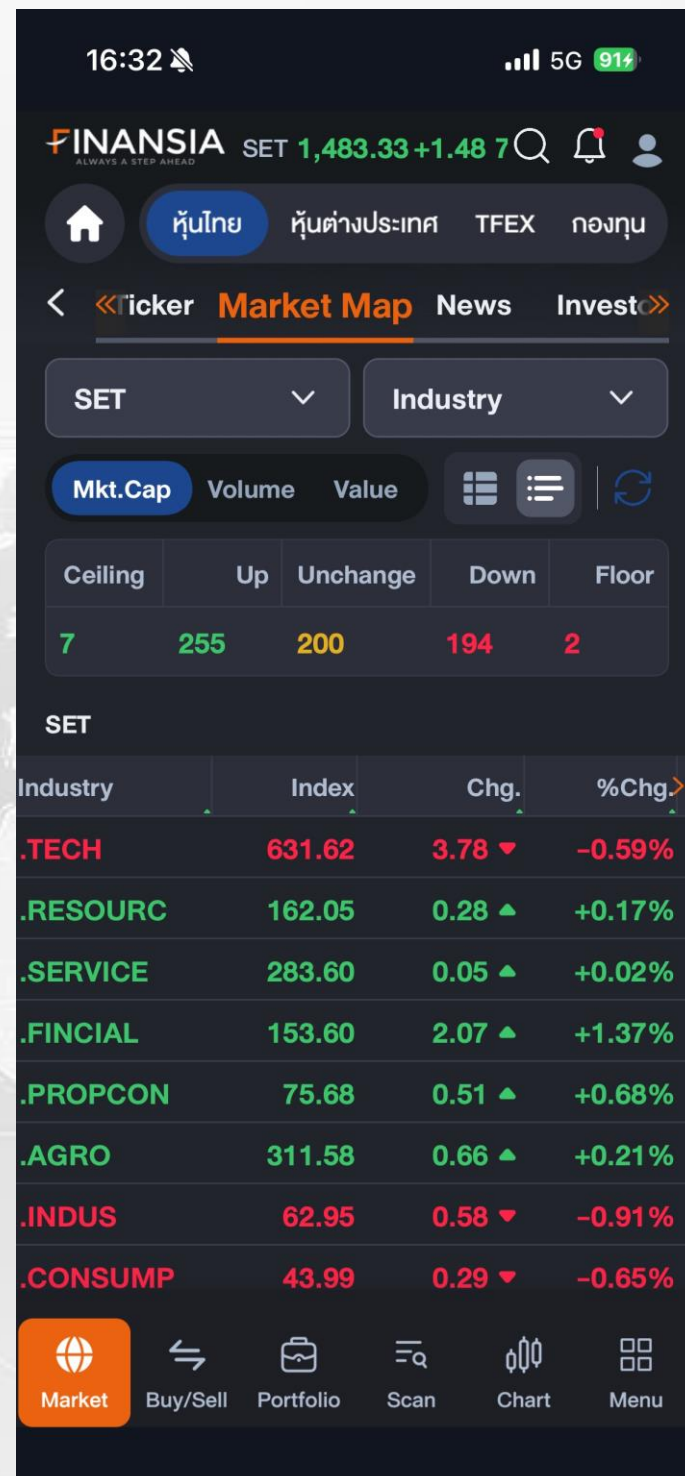 16:32 5G 91
FINANSIA SET 1,483.33 +1.48 7
ALWAYS A STEP AHEAD
หุ้นไทย หุ้นต่างประเทศ TFEX กองทุน
Ticker Market Map News Investo
SET Industry
Mkt.Cap Volume Value
Ceiling Up Unchange Down Floor
7 255 200 194 2
SET
Industry Index Chg. %Chg.
.TECH 631.62 3.78 ▼ -0.59%
.RESOURC 162.05 0.28 ▲ +0.17%
.SERVICE 283.60 0.05 ▲ +0.02%
.FINCIAL 153.60 2.07 ▲ +1.37%
.PROPCON 75.68 0.51 ▲ +0.68%
.AGRO 311.58 0.66 ▲ +0.21%
.INDUS 62.95 0.58 ▼ -0.91%
.CONSUMP 43.99 0.29 ▼ -0.65%
Market Buy/Sell Portfolio Scan Chart Menu